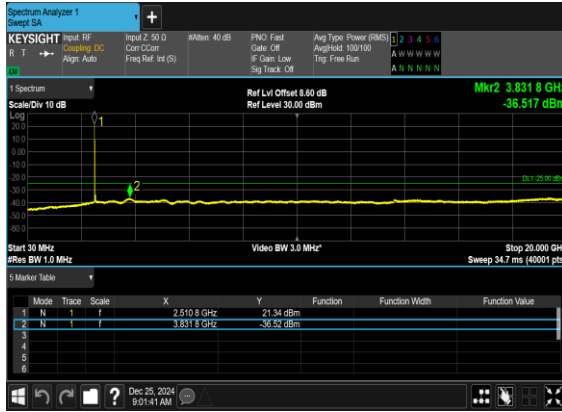 Spectrum Analyzer 1
Swept SA
+
KEYSIGHT
R T
LU
Input: RF
Coupling: DC
Align: Auto
Input Z: 50 Ω
Corr CCorr
Freq Ref: Int (S)
#Atten: 40 dB
PNO: Fast
Gate: Off
IF Gain: Low
Sig Track: Off
Avg Type: Power (RMS)
Avg|Hold: 100/100
Trig: Free Run
1 2 3 4 5 6
A W W W W W
A N N N N N
1 Spectrum
Scale/Div 10 dB
Log
Ref Lvl Offset 8.60 dB
Ref Level 30.00 dBm
Mkr2 3.831 8 GHz
-36.517 dBm
20.0
10.0
0.00
-10.0
-20.0
-30.0
-40.0
-50.0
-60.0
1
2
DL1 -25.00 dBm
Start 30 MHz
#Res BW 1.0 MHz
Video BW 3.0 MHz*
Stop 20.000 GH
Sweep 34.7 ms (40001 pts
5 Marker Table
Mode Trace Scale X Y Function Function Width Function Value
1 N 1 f 2.510 8 GHz 21.34 dBm
2 N 1 f 3.831 8 GHz -36.52 dBm
3
4
5
6
?
Dec 25, 2024
9:01:41 AM